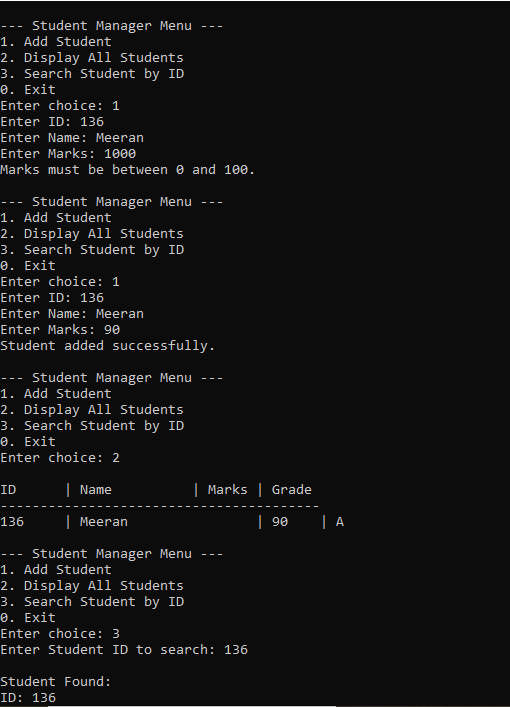 --- Student Manager Menu ---
1. Add Student
2. Display All Students
3. Search Student by ID
0. Exit
Enter choice: 1
Enter ID: 136
Enter Name: Meeran
Enter Marks: 1000
Marks must be between 0 and 100.

--- Student Manager Menu ---
1. Add Student
2. Display All Students
3. Search Student by ID
0. Exit
Enter choice: 1
Enter ID: 136
Enter Name: Meeran
Enter Marks: 90
Student added successfully.

--- Student Manager Menu ---
1. Add Student
2. Display All Students
3. Search Student by ID
0. Exit
Enter choice: 2

ID      | Name          | Marks | Grade
-------------------------------------------
136     | Meeran                | 90    | A

--- Student Manager Menu ---
1. Add Student
2. Display All Students
3. Search Student by ID
0. Exit
Enter choice: 3
Enter Student ID to search: 136

Student Found:
ID: 136